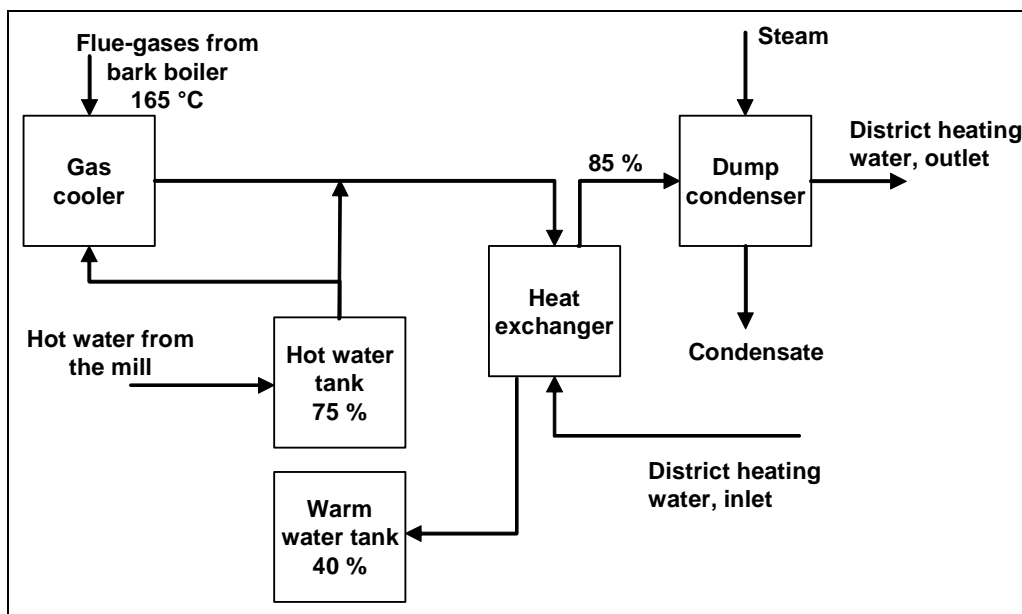 Flue-gases from
bark boiler
165 °C
Steam
Gas
cooler
85 %
Dump
condenser
District heating
water, outlet
Heat
exchanger
Hot water from
the mill
Hot water
tank
75 %
Condensate
District heating
water, inlet
Warm
water tank
40 %